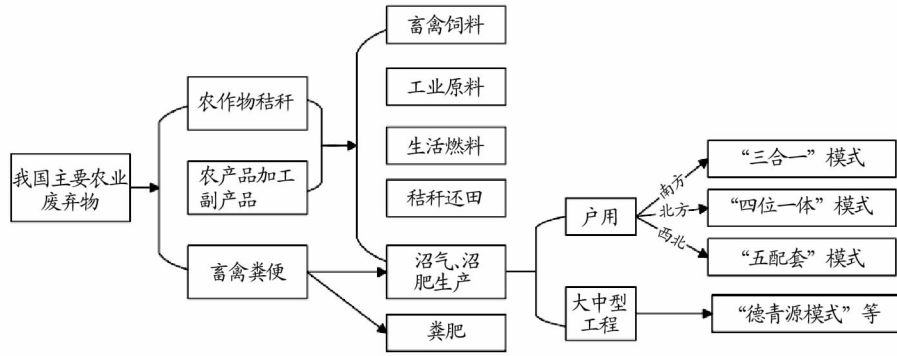 我国主要农业
废弃物
农作物秸秆
农产品加工
副产品
畜禽粪便
畜禽饲料
工业原料
生活燃料
秸秆还田
沼气、沼
肥生产
粪肥
户用
大中型
工程
南方
北方
西北
“三合一”模式
“四位一体”模式
“五配套”模式
“德青源模式”等